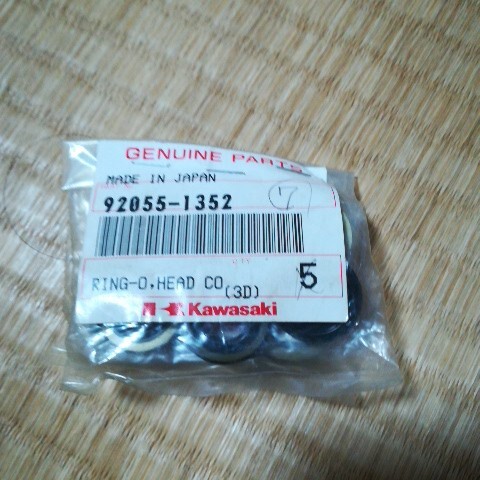 GENUINE PARTS
MADE IN JAPAN
92055-1352
7
RING-O,HEAD CO
(3D)
5
Kawasaki